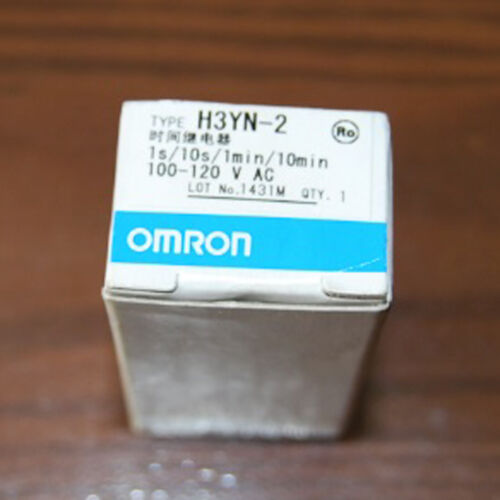 TYPE H3YN-2
Ro
时间继电器
1s/10s/1min/10min
100-120 V AC
LOT No.1431M QTY. 1
OMRON